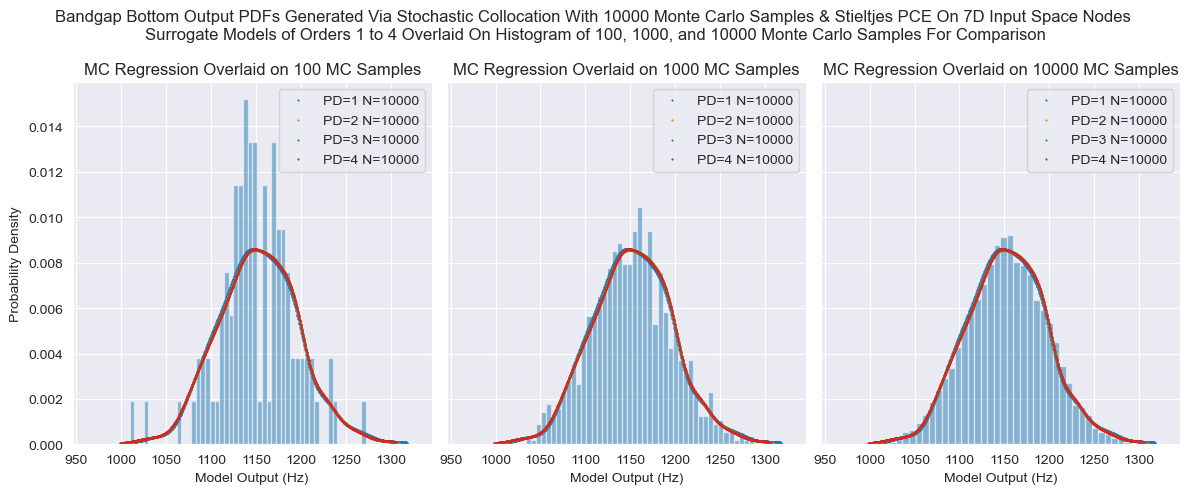 Bandgap Bottom Output PDFs Generated Via Stochastic Collocation With 10000 Monte Carlo Samples & Stieltjes PCE On 7D Input Space Nodes
Surrogate Models of Orders 1 to 4 Overlaid On Histogram of 100, 1000, and 10000 Monte Carlo Samples For Comparison
MC Regression Overlaid on 100 MC Samples
PD=1 N=10000
PD=2 N=10000
PD=3 N=10000
PD=4 N=10000
0.014
0.012
0.010
0.008
0.006
0.004
0.002
0.000
Probability Density
950 1000 1050 1100 1150 1200 1250 1300
Model Output (Hz)
MC Regression Overlaid on 1000 MC Samples
PD=1 N=10000
PD=2 N=10000
PD=3 N=10000
PD=4 N=10000
950 1000 1050 1100 1150 1200 1250 1300
Model Output (Hz)
MC Regression Overlaid on 10000 MC Samples
PD=1 N=10000
PD=2 N=10000
PD=3 N=10000
PD=4 N=10000
950 1000 1050 1100 1150 1200 1250 1300
Model Output (Hz)